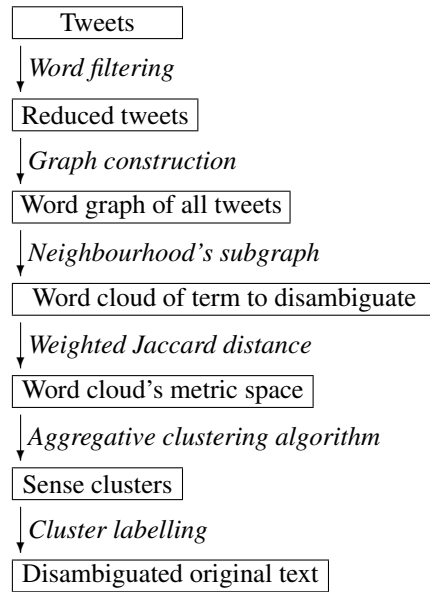 Tweets
Word filtering
Reduced tweets
Graph construction
Word graph of all tweets
Neighbourhood's subgraph
Word cloud of term to disambiguate
Weighted Jaccard distance
Word cloud's metric space
Aggregative clustering algorithm
Sense clusters
Cluster labelling
Disambiguated original text